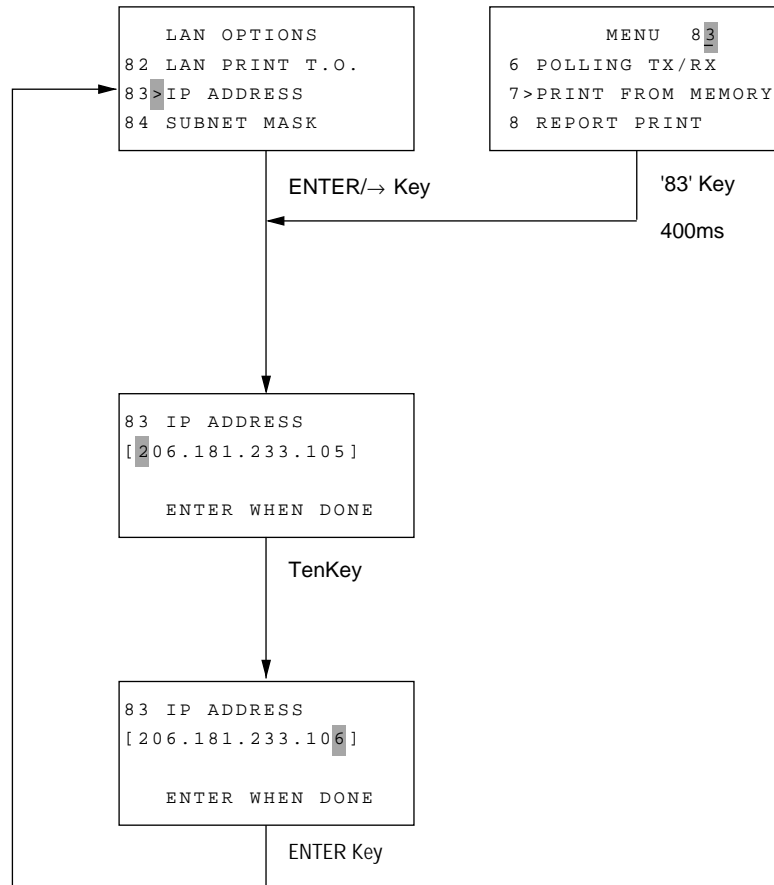 LAN OPTIONS
82 LAN PRINT T.O.
83>IP ADDRESS
84 SUBNET MASK
MENU 83
6 POLLING TX/RX
7>PRINT FROM MEMORY
8 REPORT PRINT
ENTER/→ Key
'83' Key
400ms
83 IP ADDRESS
[206.181.233.105]
ENTER WHEN DONE
TenKey
83 IP ADDRESS
[206.181.233.106]
ENTER WHEN DONE
ENTER Key